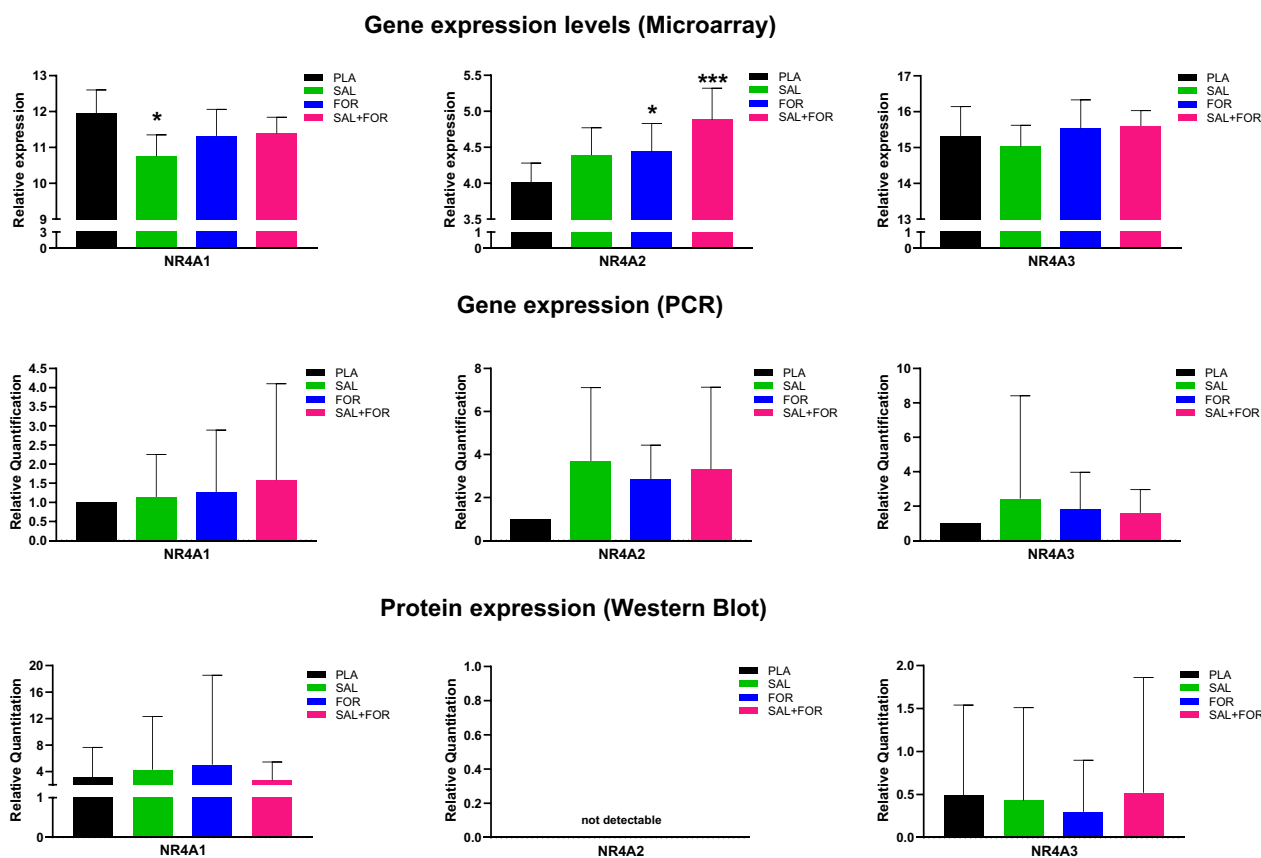 Gene expression levels (Microarray)
Relative expression
13
12
11
10
9
3
0
*
PLA
SAL
FOR
SAL+FOR
NR4A1
Relative expression
5.5
5.0
4.5
4.0
3.5
1
0
*
***
PLA
SAL
FOR
SAL+FOR
NR4A2
Relative expression
17
16
15
14
13
1
0
PLA
SAL
FOR
SAL+FOR
NR4A3
Gene expression (PCR)
Relative Quantification
4.5
4.0
3.5
3.0
2.5
2.0
1.5
1.0
0.5
0.0
PLA
SAL
FOR
SAL+FOR
NR4A1
Relative Quantification
8
6
4
2
0
PLA
SAL
FOR
SAL+FOR
NR4A2
Relative Quantification
10
8
6
4
2
0
PLA
SAL
FOR
SAL+FOR
NR4A3
Protein expression (Western Blot)
Relative Quantitation
20
16
12
8
4
1
0
PLA
SAL
FOR
SAL+FOR
NR4A1
Relative Quantitation
1.0
0.8
0.6
0.4
0.2
0.0
not detectable
PLA
SAL
FOR
SAL+FOR
NR4A2
Relative Quantitation
2.0
1.5
1.0
0.5
0.0
PLA
SAL
FOR
SAL+FOR
NR4A3